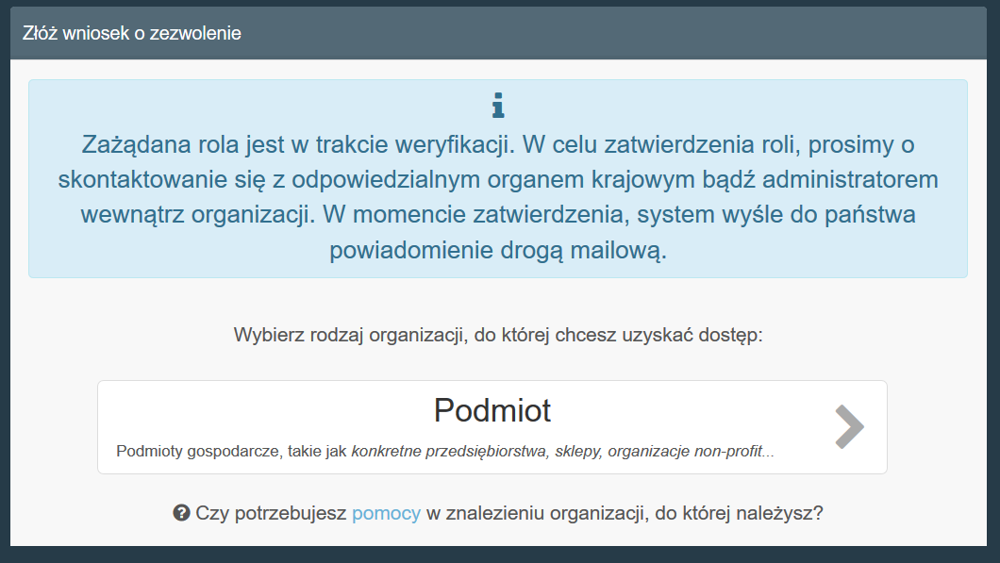 Złóż wniosek o zezwolenie
Zażądana rola jest w trakcie weryfikacji. W celu zatwierdzenia roli, prosimy o
skontaktowanie się z odpowiedzialnym organem krajowym bądź administratorem
wewnątrz organizacji. W momencie zatwierdzenia, system wyśle do państwa
powiadomienie drogą mailową.
Wybierz rodzaj organizacji, do której chcesz uzyskać dostęp:
Podmiot
Podmioty gospodarcze, takie jak konkretne przedsiębiorstwa, sklepy, organizacje non-profit...
Czy potrzebujesz pomocy w znalezieniu organizacji, do której należysz?